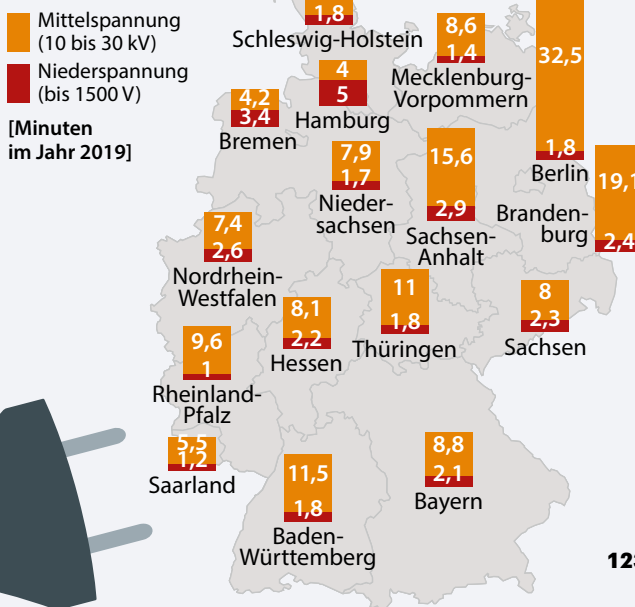 Mittelspannung
(10 bis 30 kV)
Niederspannung
(bis 1500 V)
[Minuten
im Jahr 2019]
1,8
Schleswig-Holstein
8,6
1,4
Mecklenburg-
Vorpommern
32,5
1,8
Berlin
4
5
Hamburg
4,2
3,4
Bremen
7,9
1,7
Nieder-
sachsen
15,6
2,9
Sachsen-
Anhalt
19,1
2,4
Branden-
burg
7,4
2,6
Nordrhein-
Westfalen
8,1
2,2
Hessen
11
1,8
Thüringen
8
2,3
Sachsen
9,6
1
Rheinland-
Pfalz
5,5
1,2
Saarland
11,5
1,8
Baden-
Württemberg
8,8
2,1
Bayern